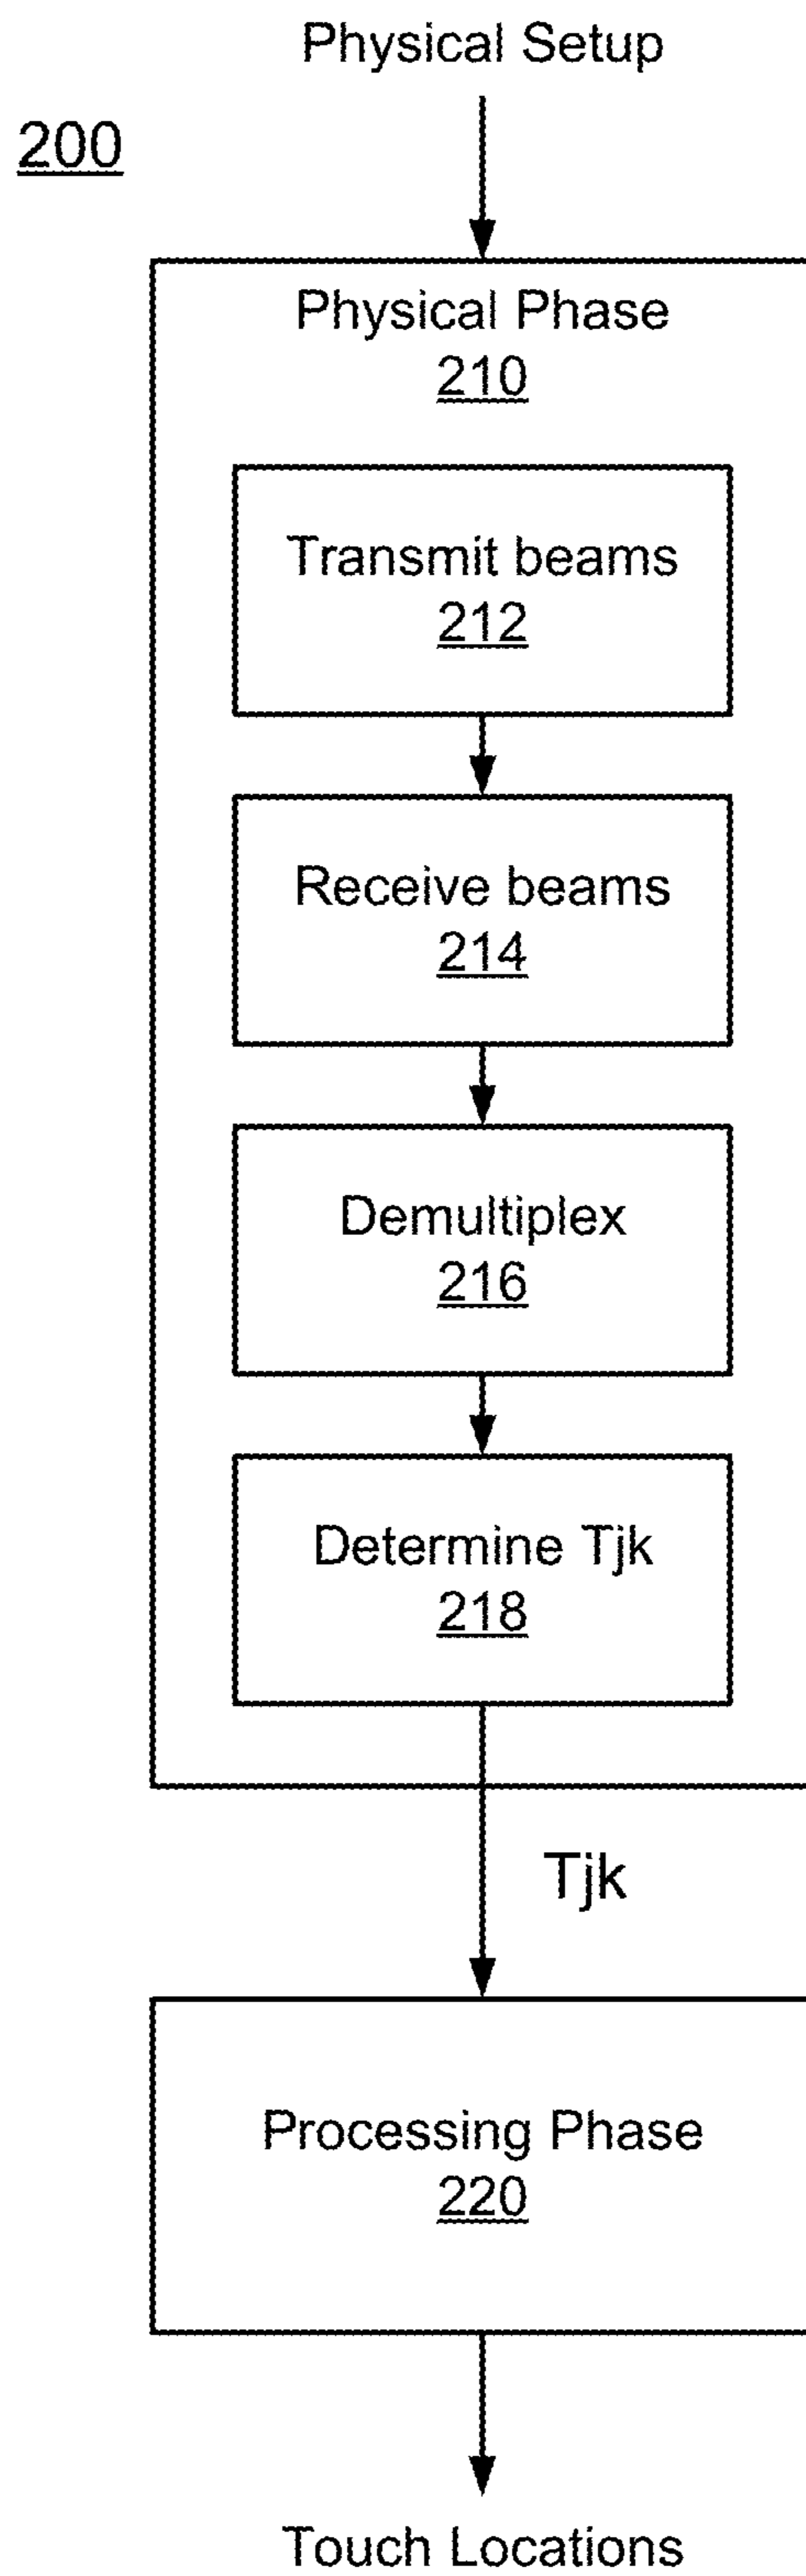 Physical Setup
200
Physical Phase
210
Transmit beams
212
Receive beams
214
Demultiplex
216
Determine Tjk
218
Tjk
Processing Phase
220
Touch Locations